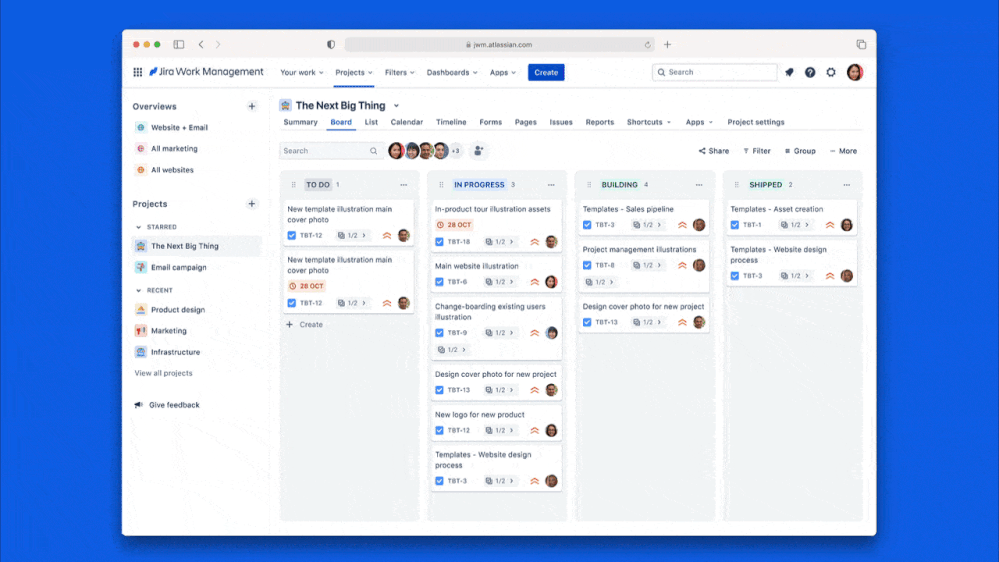 jwm.atlassian.com
Jira Work Management
Your work
Projects
Filters
Dashboards
Apps
Create
Search
Overviews
Website + Email
All marketing
All websites
Projects
STARRED
The Next Big Thing
Email campaign
RECENT
Product design
Marketing
Infrastructure
View all projects
Give feedback
The Next Big Thing
Summary
Board
List
Calendar
Timeline
Forms
Pages
Issues
Reports
Shortcuts
Apps
Project settings
Search
+3
Share
Filter
Group
More
TO DO 1
New template illustration main
cover photo
TBT-12 1/2
New template illustration main
cover photo
28 OCT
TBT-12 1/2
Create
IN PROGRESS 3
In-product tour illustration assets
28 OCT
TBT-18 1/2
Main website illustration
TBT-6 1/2
Change-boarding existing users
illustration
TBT-9 1/2
1/2
Design cover photo for new project
TBT-13 1/2
New logo for new product
TBT-12 1/2
Templates - Website design
process
TBT-3 1/2
BUILDING 4
Templates - Sales pipeline
TBT-3 1/2
Project management illustrations
TBT-8 1/2
1/2
Design cover photo for new project
TBT-13 1/2
SHIPPED 2
Templates - Asset creation
TBT-1 1/2
Templates - Website design
process
TBT-3 1/2